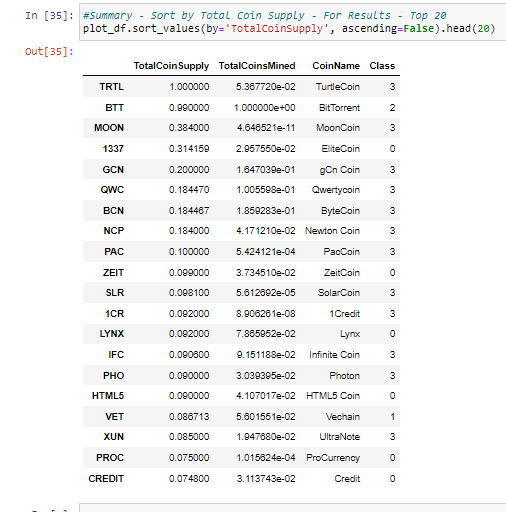 In [35]: #Summary - Sort by Total Coin Supply - For Results - Top 20
plot_df.sort_values(by='TotalCoinSupply', ascending=False).head(20)
Out[35]:
TotalCoinSupply TotalCoinsMined CoinName Class
TRTL 1.000000 5.367720e-02 TurtleCoin 3
BTT 0.990000 1.000000e+00 BitTorrent 2
MOON 0.384000 4.646521e-11 MoonCoin 3
1337 0.314159 2.957550e-02 EliteCoin 0
GCN 0.200000 1.647039e-01 gCn Coin 3
QWC 0.184470 1.005598e-01 Qwertycoin 3
BCN 0.184467 1.859283e-01 ByteCoin 3
NCP 0.184000 4.171210e-02 Newton Coin 3
PAC 0.100000 5.424121e-04 PacCoin 3
ZEIT 0.099000 3.734510e-02 ZeitCoin 0
SLR 0.098100 5.612692e-05 SolarCoin 3
1CR 0.092000 8.906261e-08 1Credit 3
LYNX 0.092000 7.865952e-02 Lynx 0
IFC 0.090600 9.151188e-02 Infinite Coin 3
PHO 0.090000 3.039395e-02 Photon 3
HTML5 0.090000 4.107017e-02 HTML5 Coin 0
VET 0.086713 5.601551e-02 Vechain 1
XUN 0.085000 1.947680e-02 UltraNote 3
PROC 0.075000 1.015624e-04 ProCurrency 0
CREDIT 0.074800 3.113743e-02 Credit 0